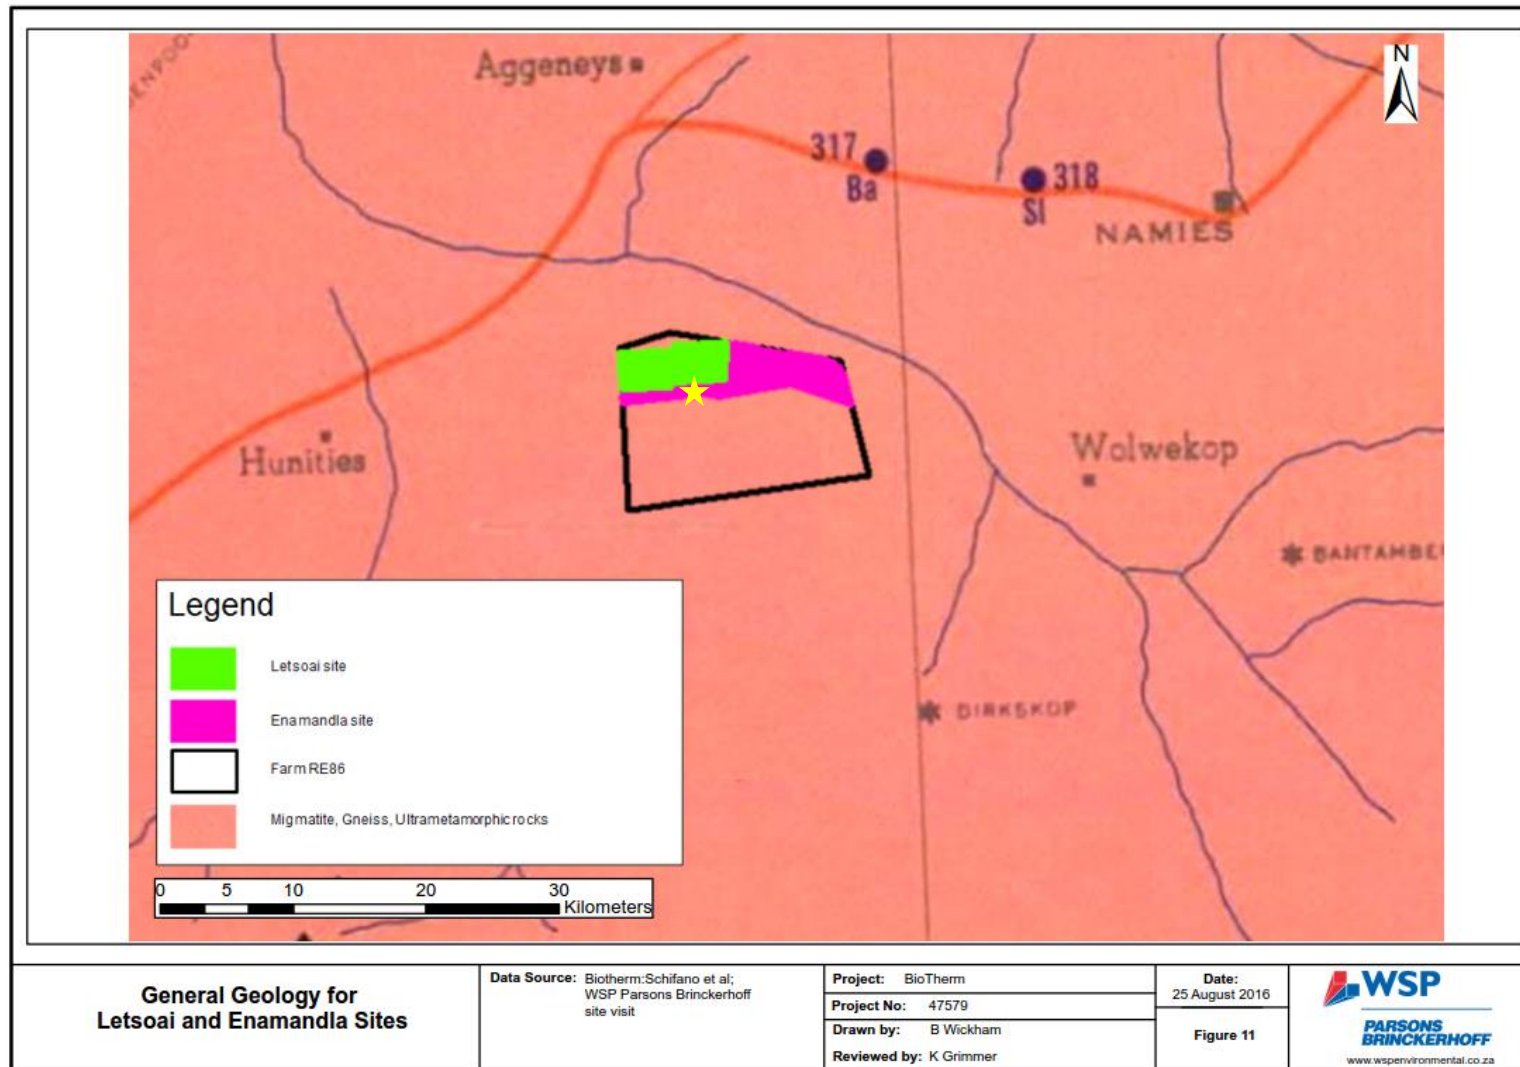 N
Aggeneys
317
Ba
318
Sl
NAMIES
Hunities
Wolwekop
DIRKSKOP
Legend
Letsoai site
Enamandla site
Farm RE86
Migmatite, Gneiss, Ultrametamorphic rocks
0 5 10 20 30
Kilometers
General Geology for
Letsoai and Enamandla Sites
Data Source: Biotherm:Schifano et al;
WSP Parsons Brinckerhoff
site visit
Project: BioTherm
Project No: 47579
Drawn by: B Wickham
Reviewed by: K Grimmer
Date:
25 August 2016
Figure 11
WSP
PARSONS
BRINCKERHOFF
www.wspenvironmental.co.za